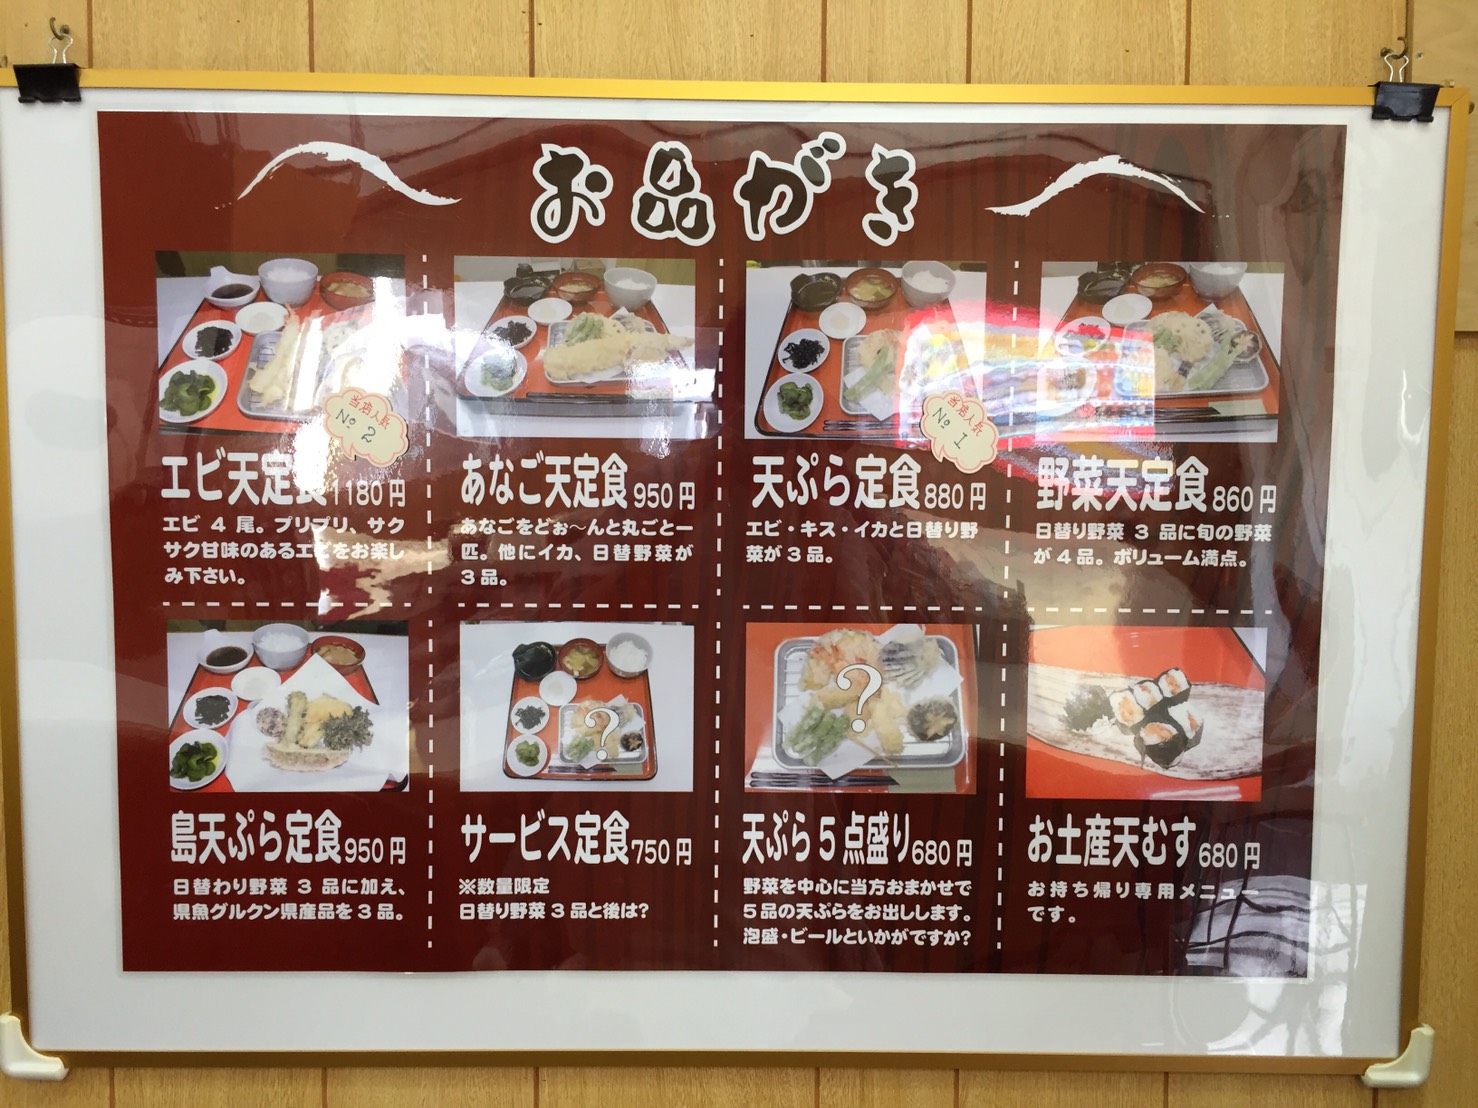 お品がき
当店人気
No 2
エビ天定食 1180円
エビ 4 尾。プリプリ、サク
サク甘味のあるエビをお楽し
み下さい。
あなご天定食 950円
あなごをどぉ〜んと丸ごと一
匹。他にイカ、日替野菜が
3品。
当店人気
No 1
天ぷら定食 880円
エビ・キス・イカと日替り野
菜が3品。
野菜天定食 860円
日替り野菜 3 品に旬の野菜
が4品。ボリューム満点。
島天ぷら定食 950円
日替わり野菜 3 品に加え、
県魚グルクン県産品を3品。
?
サービス定食 750円
※数量限定
日替り野菜3品と後は?
?
天ぷら5点盛り 680円
野菜を中心に当方おまかせで
5品の天ぷらをお出しします。
泡盛・ビールといかがですか?
お土産天むす 680円
お持ち帰り専用メニュー
です。